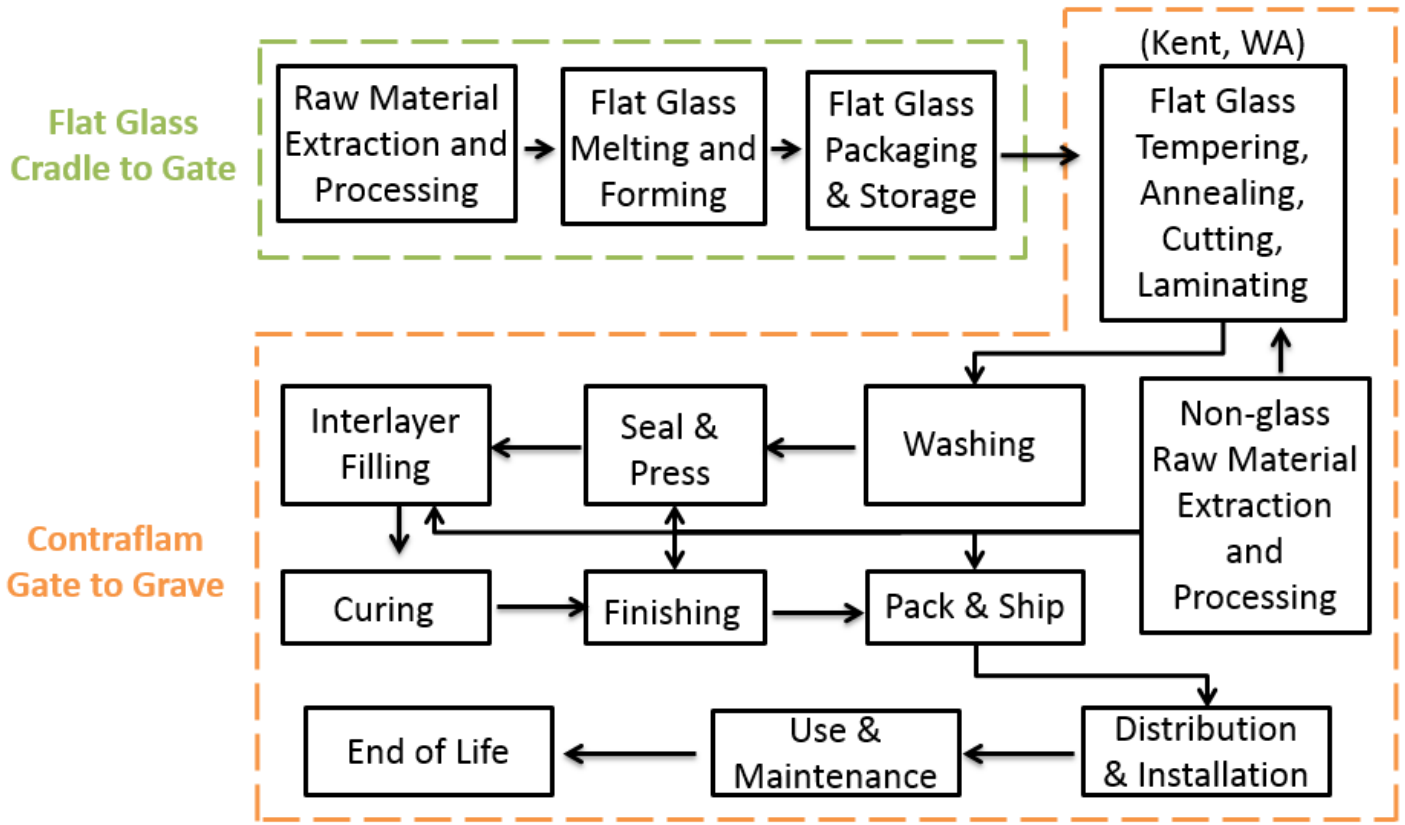 Flat Glass
Cradle to Gate
Raw Material
Extraction and
Processing
Flat Glass
Melting and
Forming
Flat Glass
Packaging
& Storage
(Kent, WA)
Flat Glass
Tempering,
Annealing,
Cutting,
Laminating
Contraflam
Gate to Grave
Interlayer
Filling
Seal &
Press
Washing
Non-glass
Raw Material
Extraction
and
Processing
Curing
Finishing
Pack & Ship
End of Life
Use &
Maintenance
Distribution
& Installation